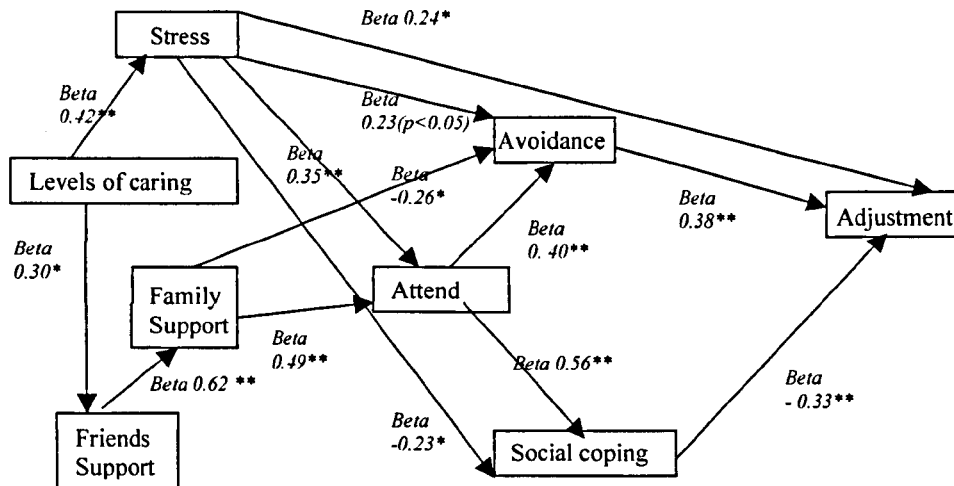 Beta 0.24*
Stress
Beta
0.42**
Beta
0.23(p<0.05)
Avoidance
Beta
0.35**
Levels of caring
Beta
-0.26*
Beta
0.38**
Adjustment
Beta
0.30*
Beta
0.40**
Family
Support
Attend
Beta
0.49**
Beta 0.62 **
Beta 0.56**
Beta
- 0.33**
Friends
Support
Beta
-0.23*
Social coping